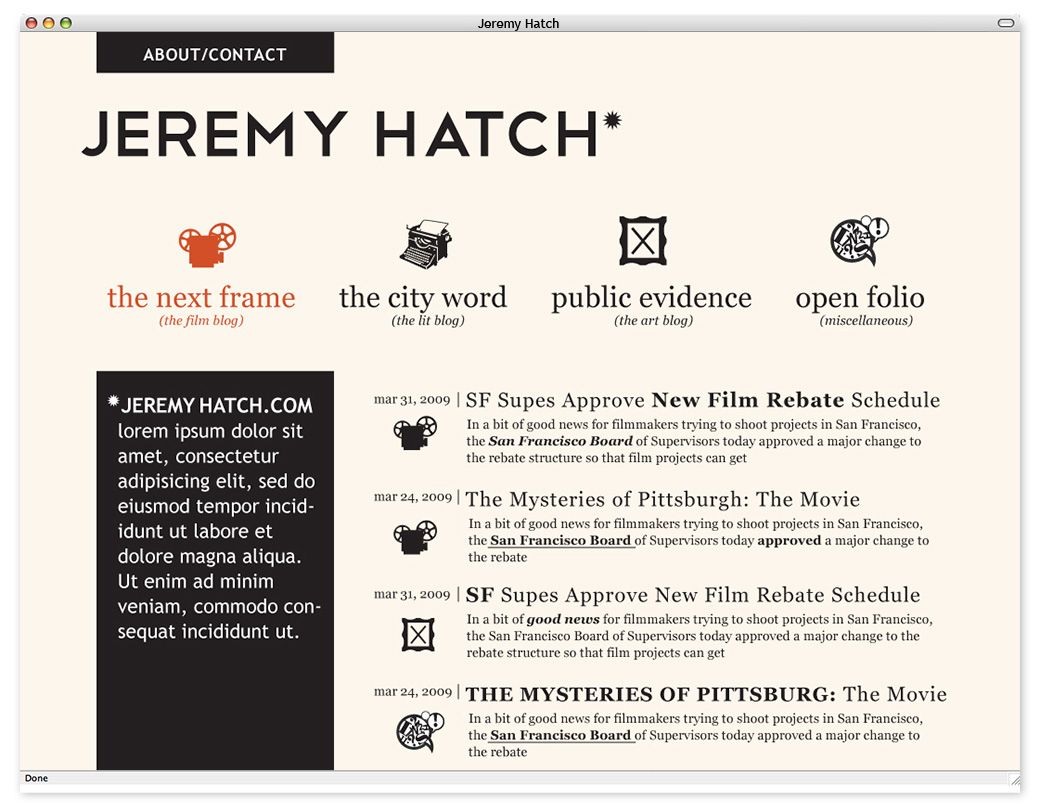 Jeremy Hatch
ABOUT/CONTACT
JEREMY HATCH*
the next frame
(the film blog)
the city word
(the lit blog)
public evidence
(the art blog)
open folio
(miscellaneous)
*JEREMY HATCH.COM
lorem ipsum dolor sit
amet, consectetur
adipisicing elit, sed do
eiusmod tempor incid-
idunt ut labore et
dolore magna aliqua.
Ut enim ad minim
veniam, commodo con-
sequat incididunt ut.
mar 31, 2009 | SF Supes Approve New Film Rebate Schedule
In a bit of good news for filmmakers trying to shoot projects in San Francisco,
the San Francisco Board of Supervisors today approved a major change to
the rebate structure so that film projects can get
mar 24, 2009 | The Mysteries of Pittsburgh: The Movie
In a bit of good news for filmmakers trying to shoot projects in San Francisco,
the San Francisco Board of Supervisors today approved a major change to
the rebate
mar 31, 2009 | SF Supes Approve New Film Rebate Schedule
In a bit of good news for filmmakers trying to shoot projects in San Francisco,
the San Francisco Board of Supervisors today approved a major change to the
rebate structure so that film projects can get
mar 24, 2009 | THE MYSTERIES OF PITTSBURG: The Movie
In a bit of good news for filmmakers trying to shoot projects in San Francisco,
the San Francisco Board of Supervisors today approved a major change to
the rebate
Done